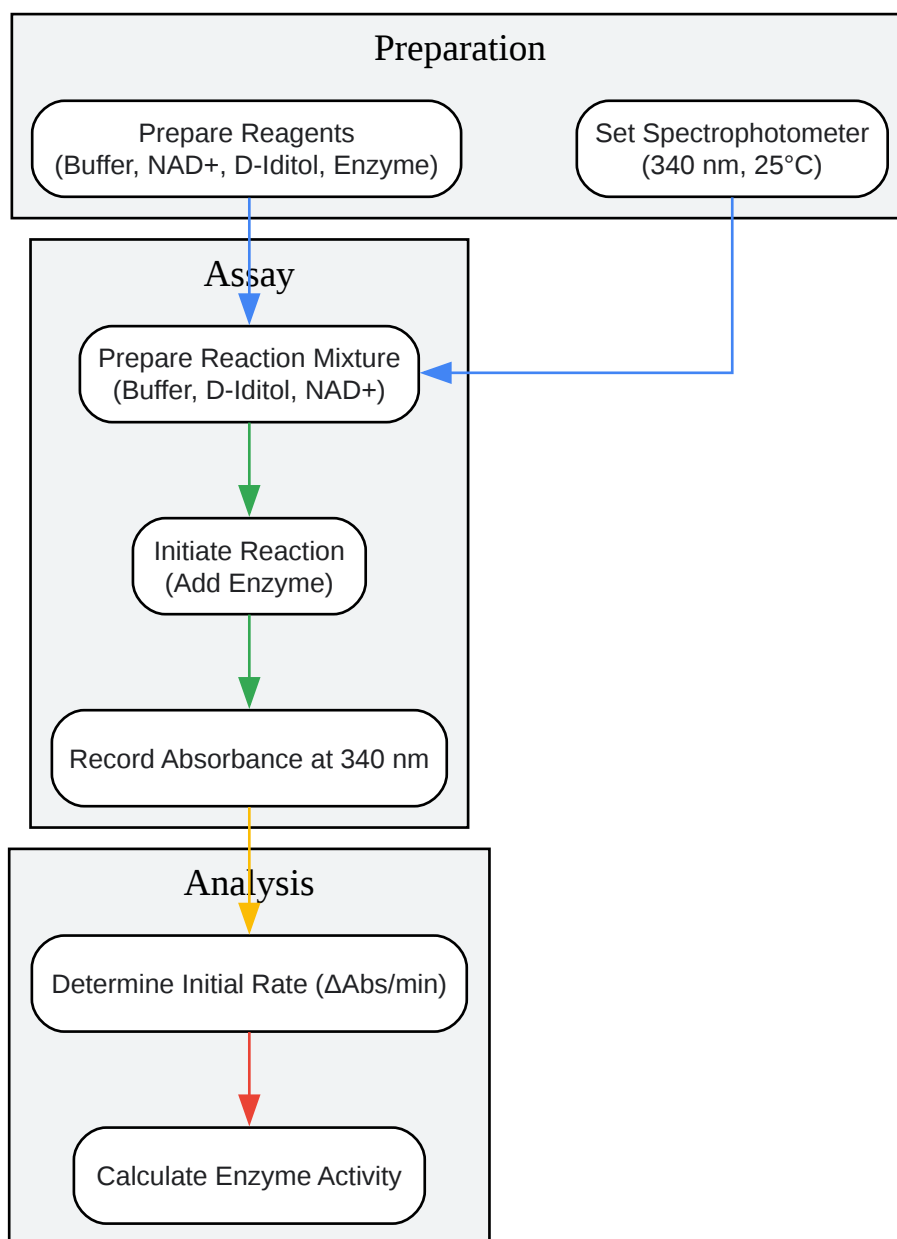 Preparation
Prepare Reagents
(Buffer, NAD+, D-Iditol, Enzyme)
Set Spectrophotometer
(340 nm, 25°C)
Assay
Prepare Reaction Mixture
(Buffer, D-Iditol, NAD+)
Initiate Reaction
(Add Enzyme)
Record Absorbance at 340 nm
Analysis
Determine Initial Rate (ΔAbs/min)
Calculate Enzyme Activity